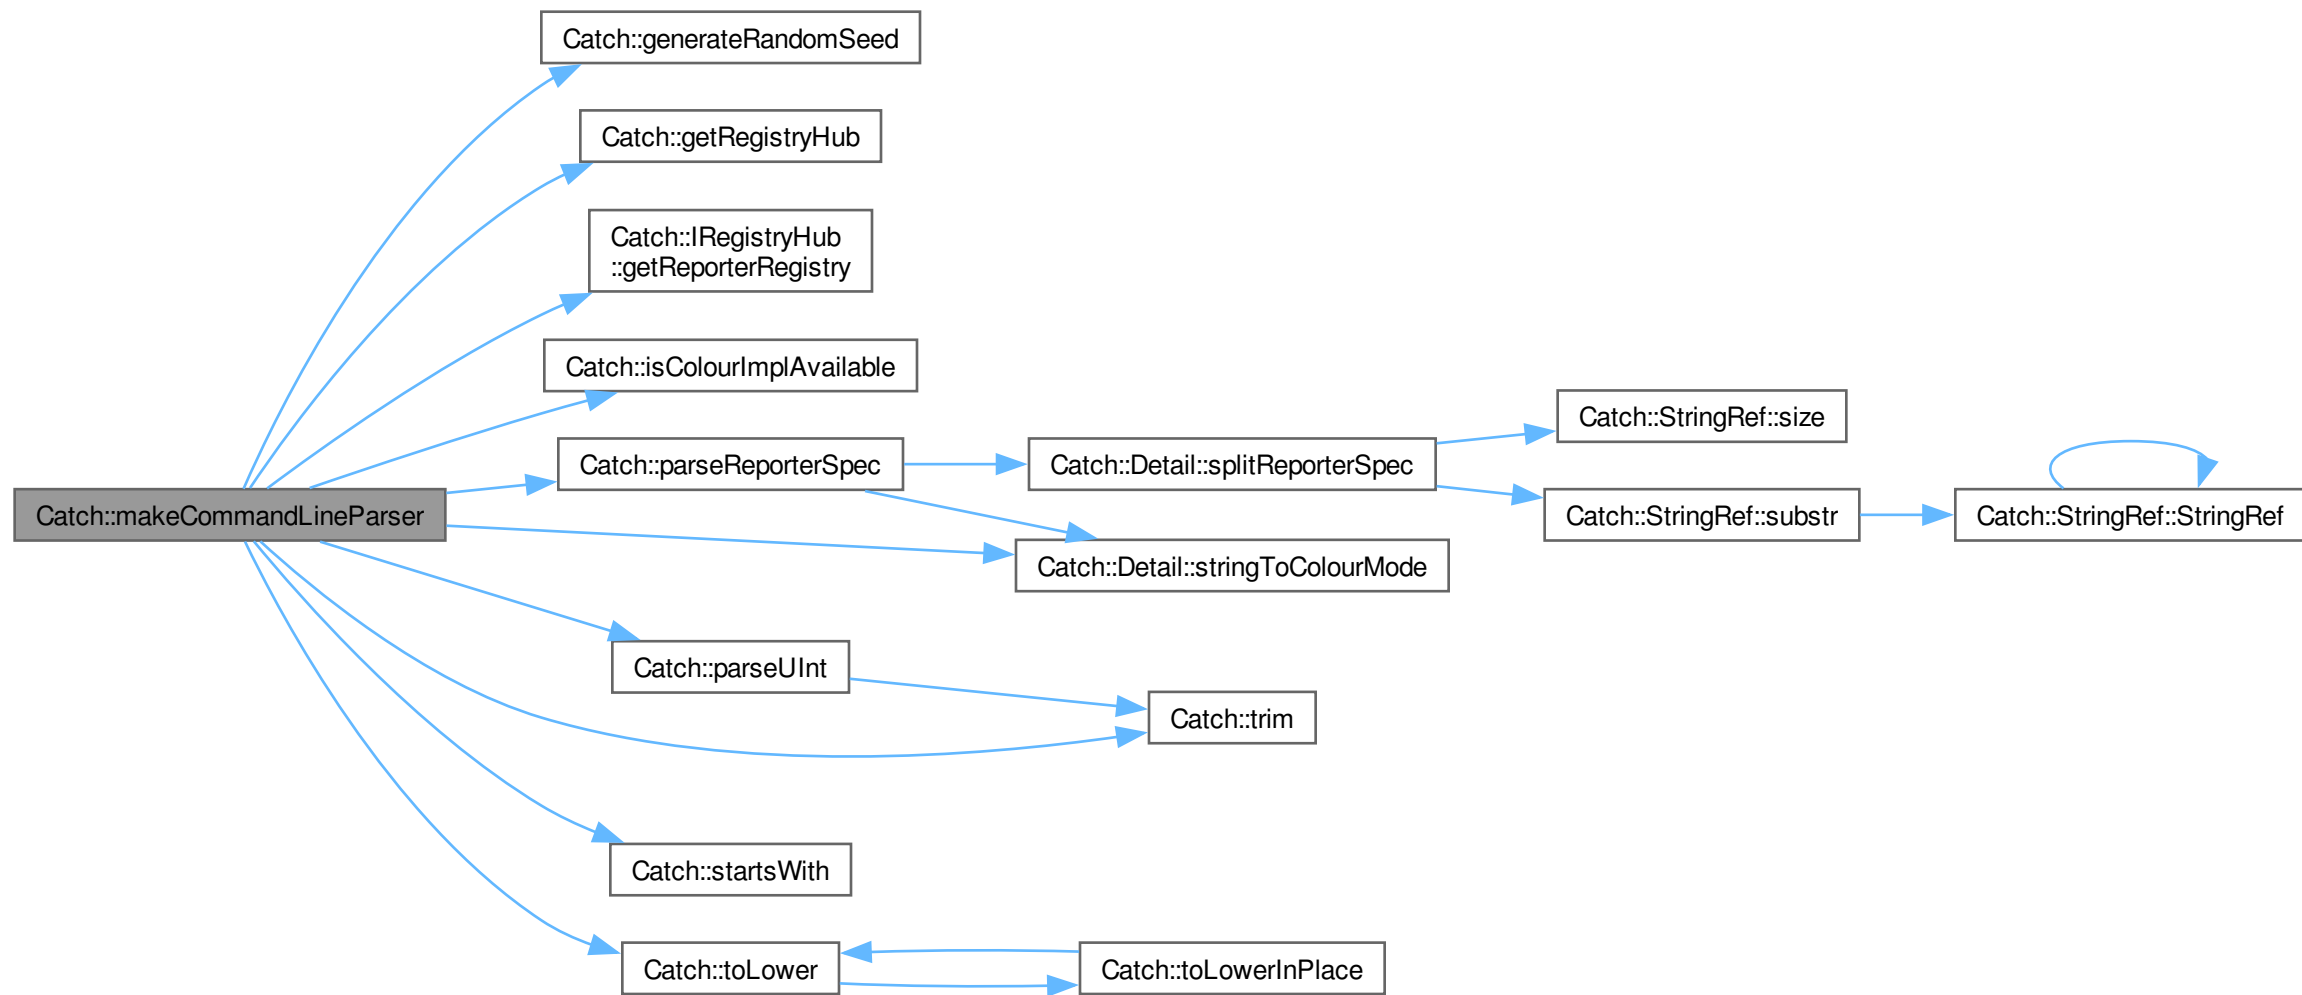 Catch::generateRandomSeed
Catch::getRegistryHub
Catch::IRegistryHub
::getReporterRegistry
Catch::isColourImplAvailable
Catch::StringRef::size
Catch::parseReporterSpec
Catch::Detail::splitReporterSpec
Catch::makeCommandLineParser
Catch::StringRef::substr
Catch::StringRef::StringRef
Catch::Detail::stringToColourMode
Catch::parseUInt
Catch::trim
Catch::startsWith
Catch::toLower
Catch::toLowerInPlace